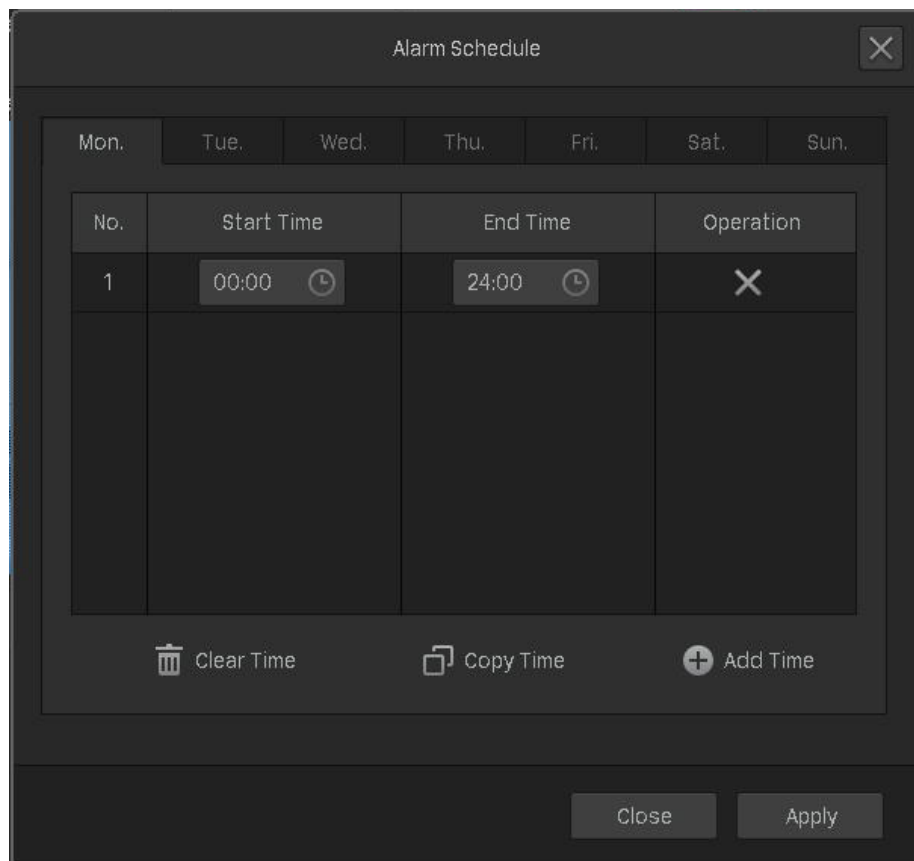 Alarm Schedule
Mon. Tue. Wed. Thu. Fri. Sat. Sun.
No. Start Time End Time Operation
1 00:00 24:00
Clear Time Copy Time Add Time
Close Apply